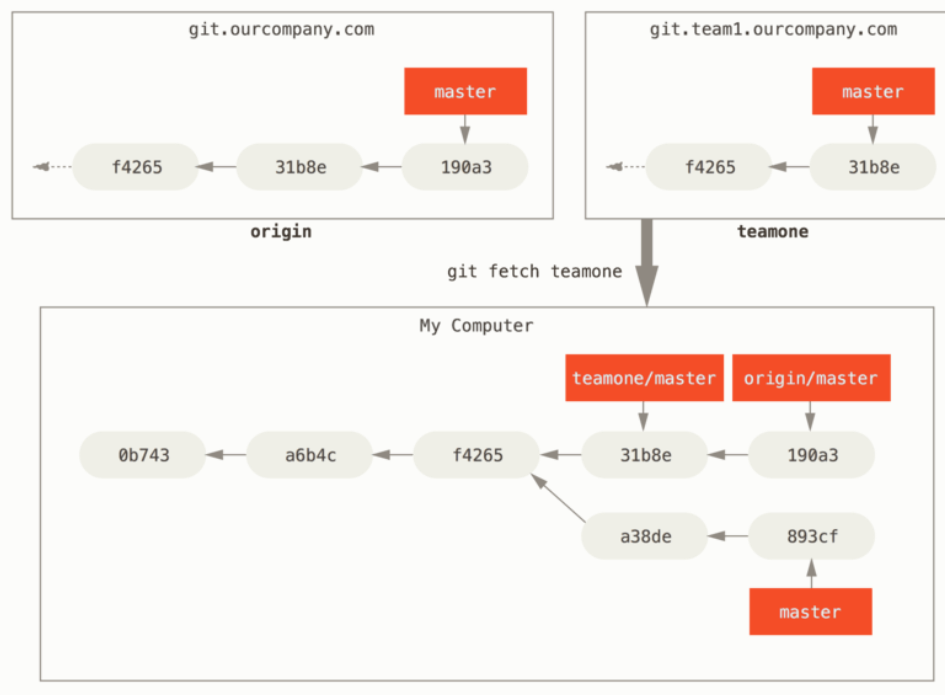 git.ourcompany.com
master
f4265
31b8e
190a3
origin
git.team1.ourcompany.com
master
f4265
31b8e
teamone
git fetch teamone
My Computer
teamone/master
origin/master
0b743
a6b4c
f4265
31b8e
190a3
a38de
893cf
master